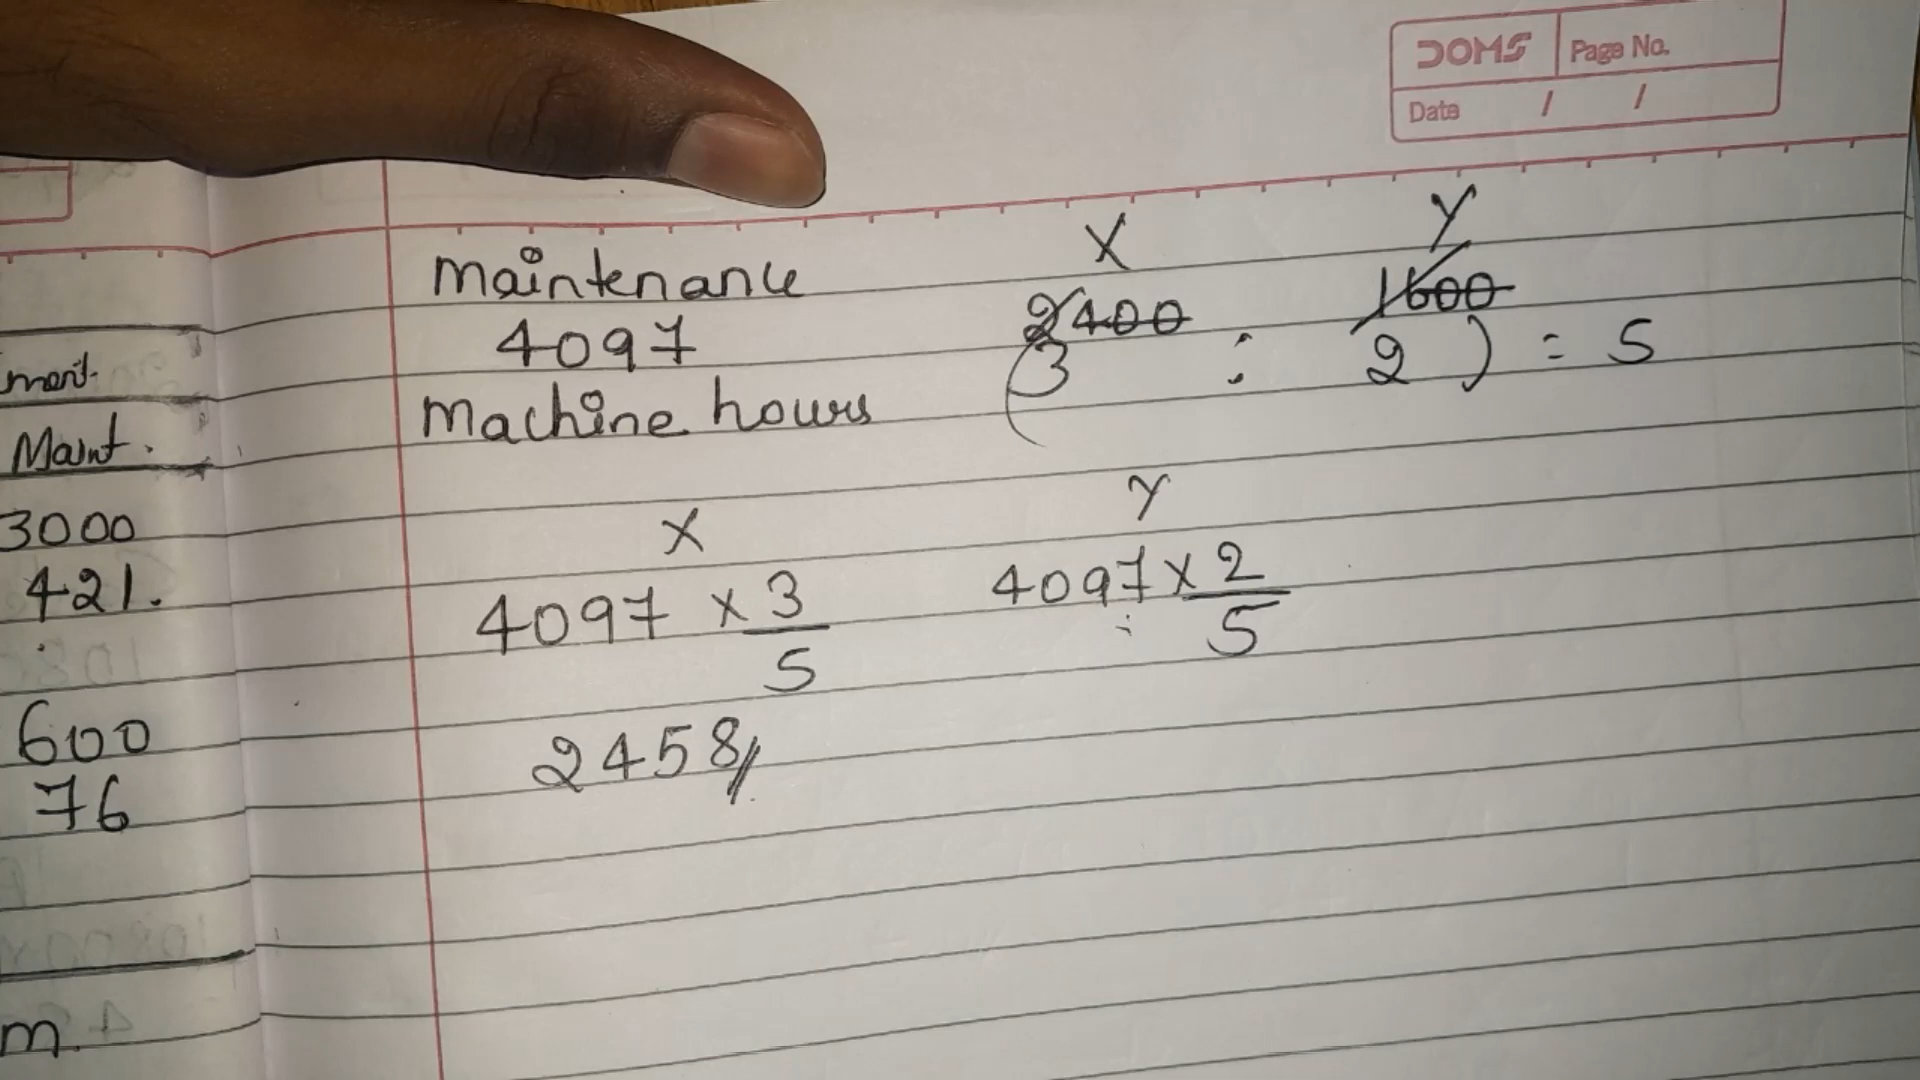 DOMS Page No.
Date / /
Maintenance X Y
2400 1600
4097 (3 : 2) = 5
Machine hours
X Y
4097 × 3/5 4097 × 2/5
2458//
ment.
Maint.
3000
421.
600
76
m.